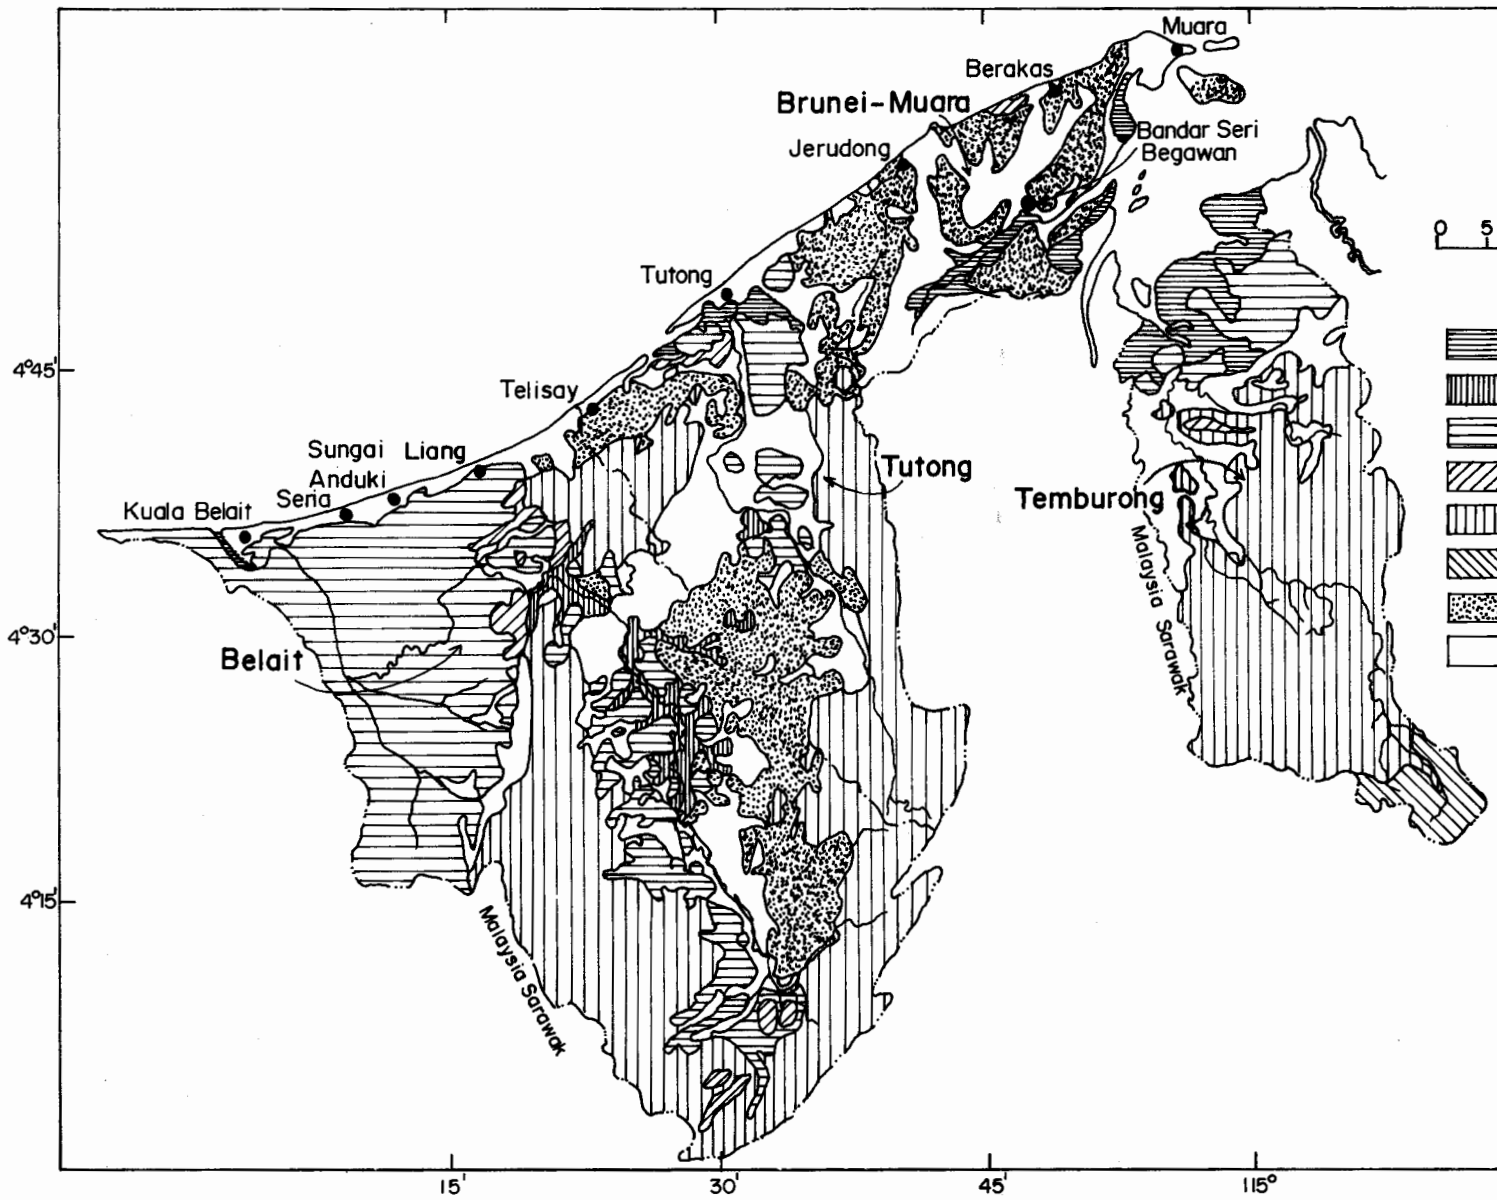 Muara
Berakas
Brunei-Muara
Bandar Seri
Begawan
Jerudong
0 5
Tutong
4°45'
Telisay
Sungai Liang
Anduki
Seria
Kuala Belait
Tutong
Temburong
Malaysia Sarawak
4°30'
Belait
4°15'
Malaysia Sarawak
15' 30' 45' 115°